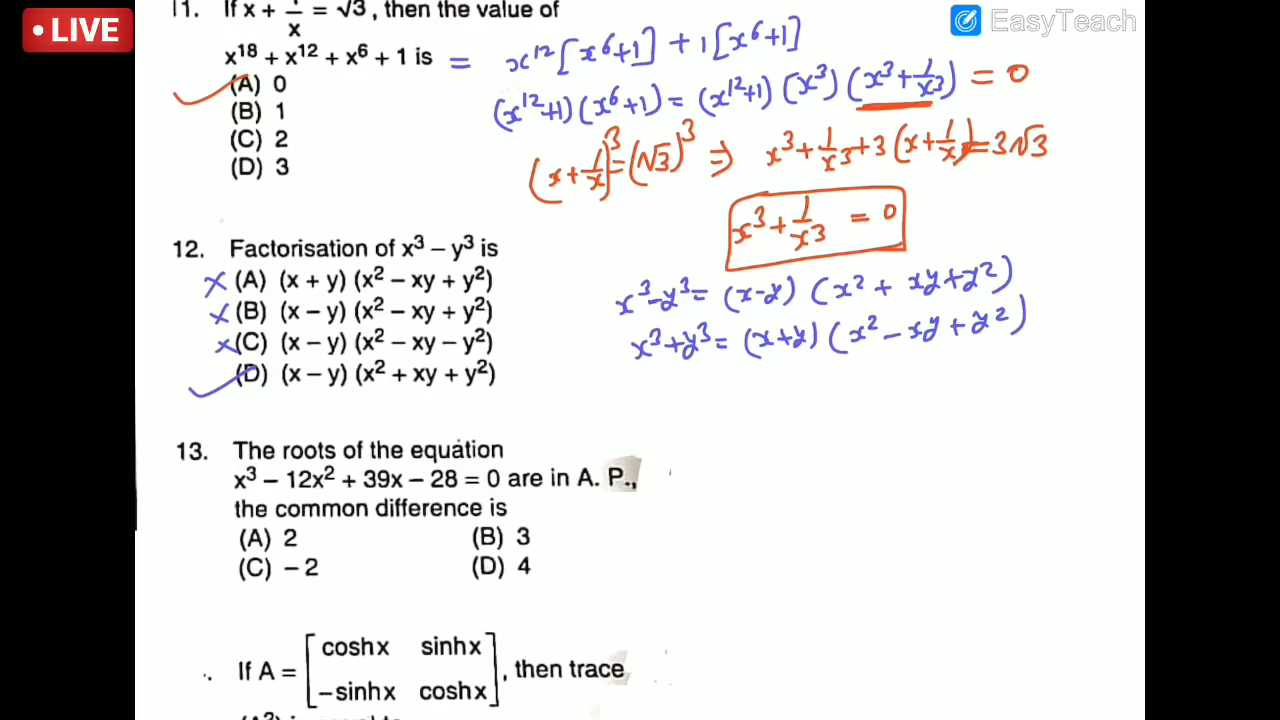 LIVE
EasyTeach
11. If x + 1/x = √3, then the value of
x¹⁸ + x¹² + x⁶ + 1 is = x¹²[x⁶+1] + 1[x⁶+1]
(A) 0
(B) 1
(C) 2
(D) 3
(x¹²+1)(x⁶+1) = (x¹²+1)(x³)(x³+1/x³) = 0
(x+1/x)³ = (√3)³ ⇒ x³+1/x³+3(x+1/x)=3√3
x³+1/x³ = 0
12. Factorisation of x³ – y³ is
(A) (x + y) (x² – xy + y²)
(B) (x – y) (x² – xy + y²)
(C) (x – y) (x² – xy – y²)
(D) (x – y) (x² + xy + y²)
x³-y³= (x-y) (x² + xy+y²)
x³+y³= (x+y) (x² - xy + y²)
13. The roots of the equation
x³ – 12x² + 39x – 28 = 0 are in A. P.,
the common difference is
(A) 2 (B) 3
(C) – 2 (D) 4
If A = [coshx sinhx
–sinhx coshx], then trace